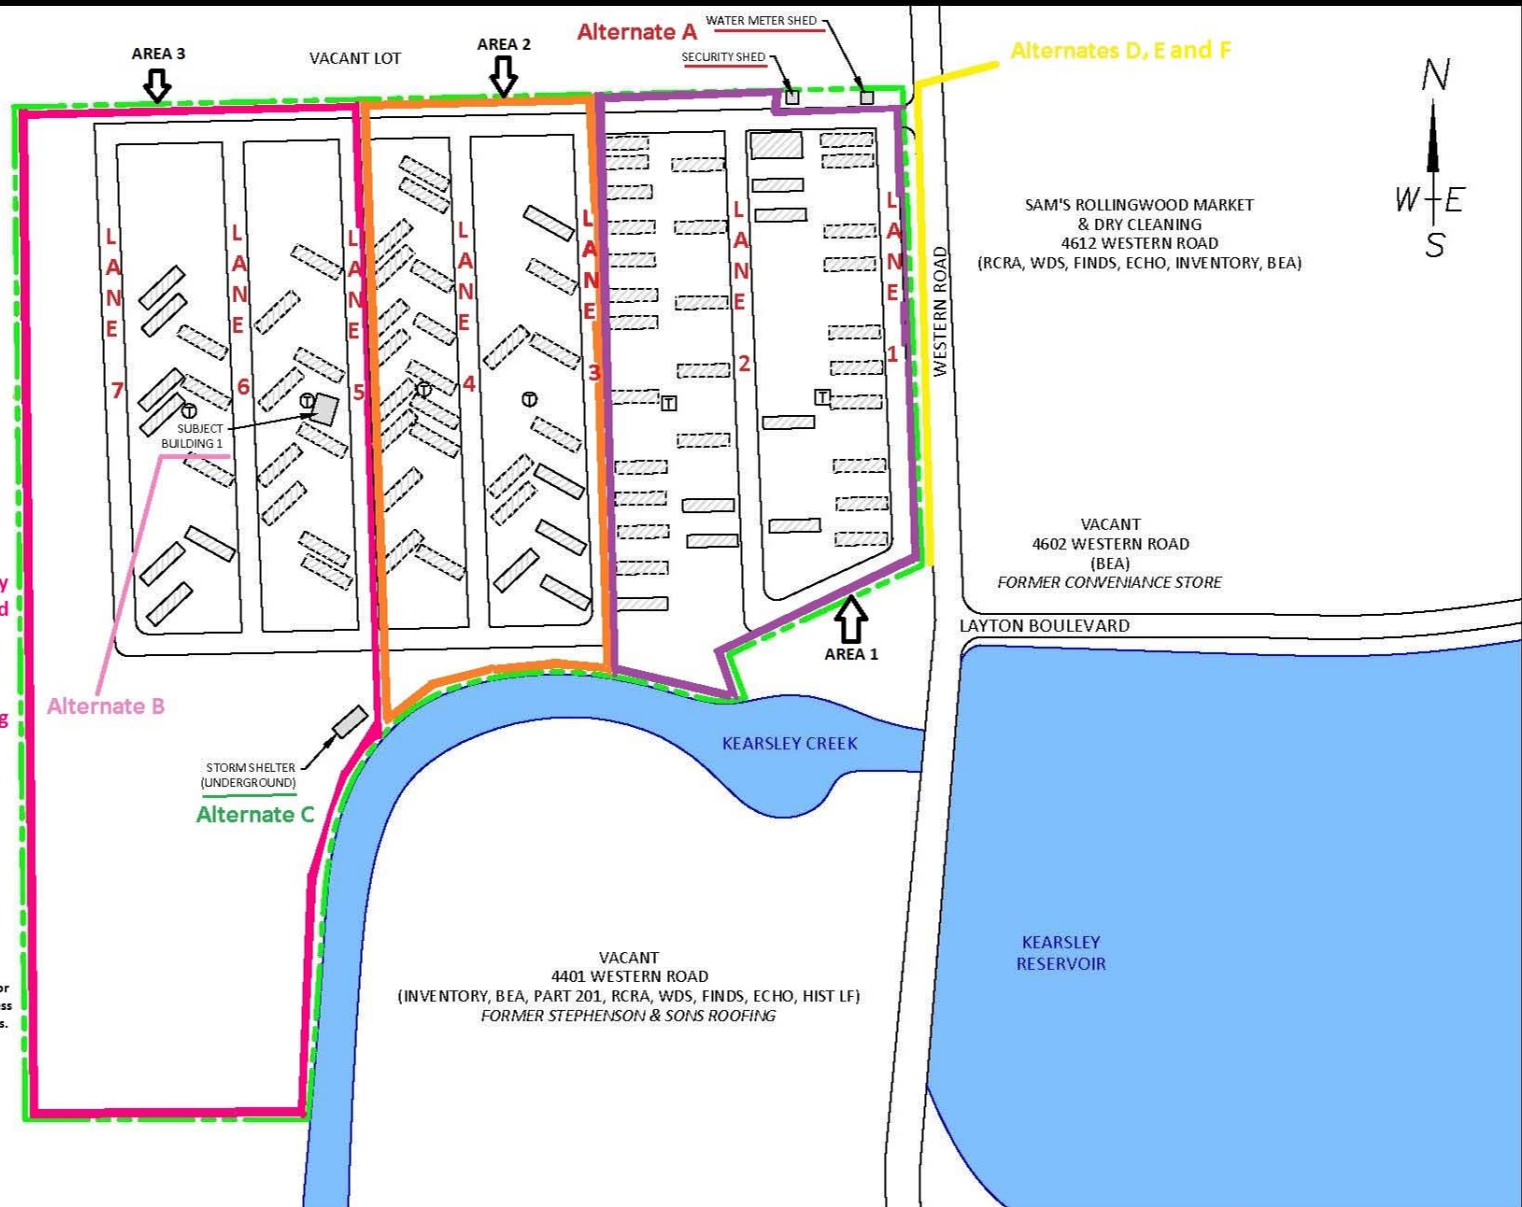 Alternate A
WATER METER SHED
SECURITY SHED
AREA 3
VACANT LOT
AREA 2
Alternates D, E and F
N
W E
S
SAM'S ROLLINGWOOD MARKET
& DRY CLEANING
4612 WESTERN ROAD
(RCRA, WDS, FINDS, ECHO, INVENTORY, BEA)
LANE 7
LANE 6
LANE 5
LANE 4
LANE 3
LANE 2
LANE 1
WESTERN ROAD
T
T
T
T
T
T
SUBJECT
BUILDING 1
VACANT
4602 WESTERN ROAD
(BEA)
FORMER CONVENIANCE STORE
y
d
LAYTON BOULEVARD
AREA 1
Alternate B
g
KEARSLEY CREEK
STORM SHELTER
(UNDERGROUND)
Alternate C
KEARSLEY
RESERVOIR
VACANT
4401 WESTERN ROAD
(INVENTORY, BEA, PART 201, RCRA, WDS, FINDS, ECHO, HIST LF)
FORMER STEPHENSON & SONS ROOFING
or
ess
s.